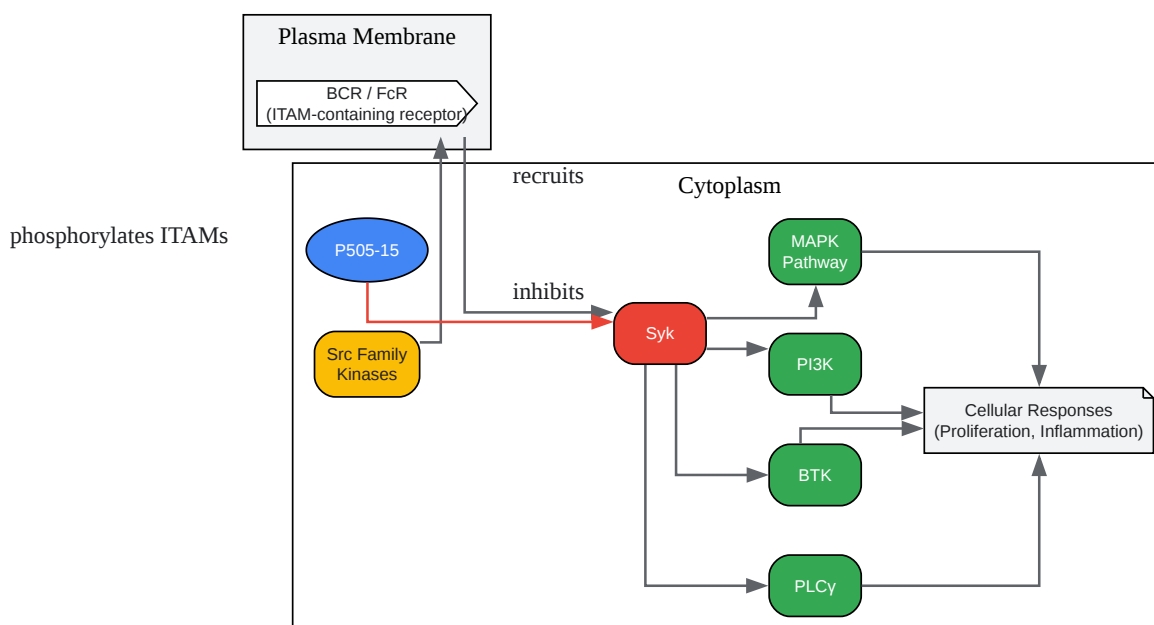 Plasma Membrane
BCR / FcR
(ITAM-containing receptor)
recruits
Cytoplasm
phosphorylates ITAMs
P505-15
MAPK
Pathway
inhibits
Syk
Src Family
Kinases
PI3K
Cellular Responses
(Proliferation, Inflammation)
BTK
PLCγ